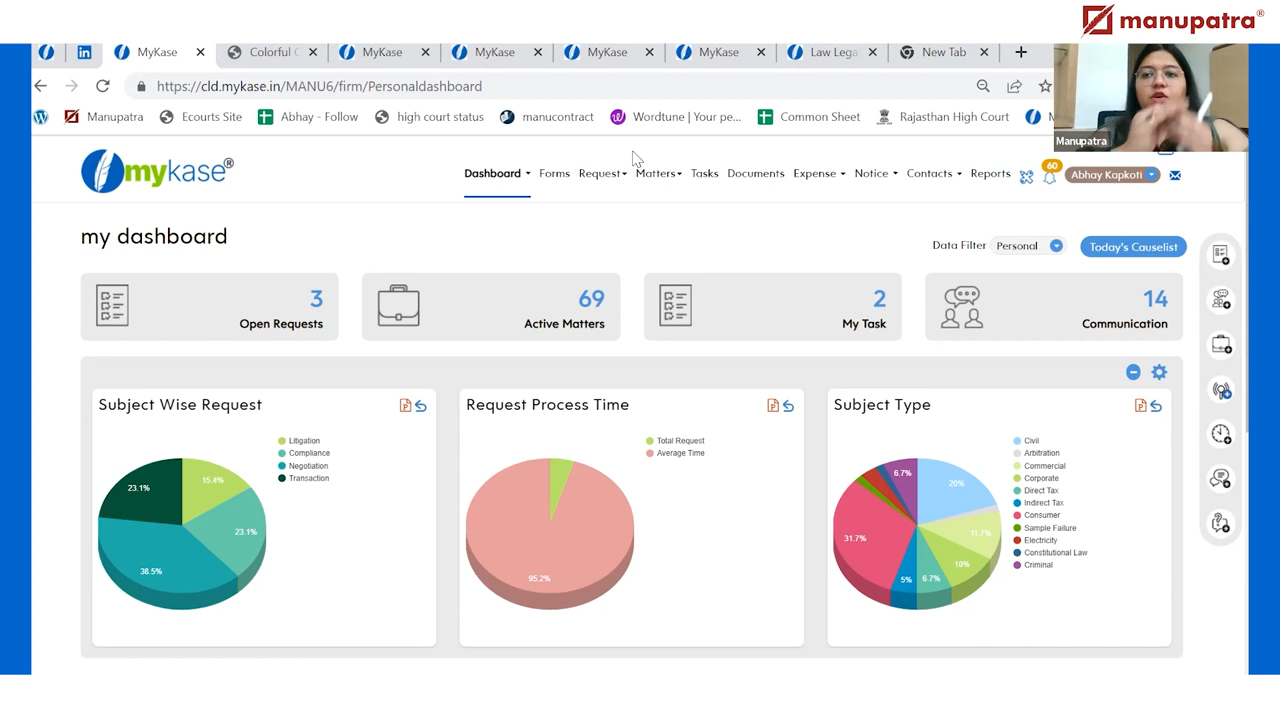 manupatra®
MyKase
Colorful C
MyKase
MyKase
MyKase
MyKase
Law Lega
New Tab
https://cld.mykase.in/MANU6/firm/Personaldashboard
Manupatra
Ecourts Site
Abhay - Follow
high court status
manucontract
Wordtune | Your pe...
Common Sheet
Rajasthan High Court
M
Manupatra
mykase®
Dashboard
Forms
Request
Matters
Tasks
Documents
Expense
Notice
Contacts
Reports
60
Abhay Kapkoti
my dashboard
Data Filter
Personal
Today's Causelist
3
Open Requests
69
Active Matters
2
My Task
14
Communication
Subject Wise Request
Litigation
Compliance
Negotiation
Transaction
23.1%
15.4%
23.1%
38.5%
Request Process Time
Total Request
Average Time
95.2%
Subject Type
Civil
Arbitration
Commercial
Corporate
Direct Tax
Indirect Tax
Consumer
Sample Failure
Electricity
Constitutional Law
Criminal
6.7%
20%
11.7%
31.7%
10%
5%
6.7%